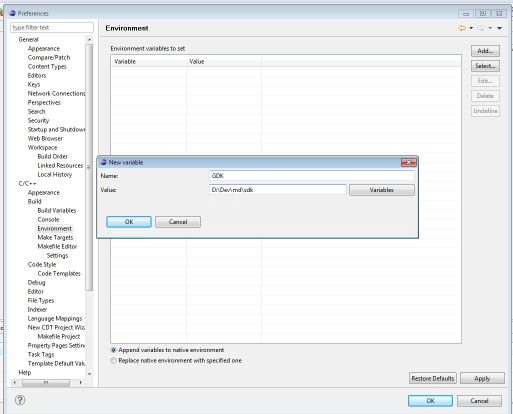 Preferences
type filter text
General
Appearance
Compare/Patch
Content Types
Editors
Keys
Network Connections
Perspectives
Search
Security
Startup and Shutdown
Web Browser
Workspace
Build Order
Linked Resources
Local History
C/C++
Appearance
Build
Build Variables
Console
Environment
Make Targets
Makefile Editor
Settings
Code Style
Code Templates
Debug
Editor
File Types
Indexer
Language Mappings
New CDT Project Wiz
Makefile Project
Property Pages Settin
Task Tags
Template Default Val
Help
Environment
Environment variables to set
Variable Value
Add...
Select...
Edit...
Delete
Undefine
New variable
Name: GDK
Value: D:\Dev\md\sdk Variables
OK Cancel
Append variables to native environment
Replace native environment with specified one
Restore Defaults Apply
OK Cancel